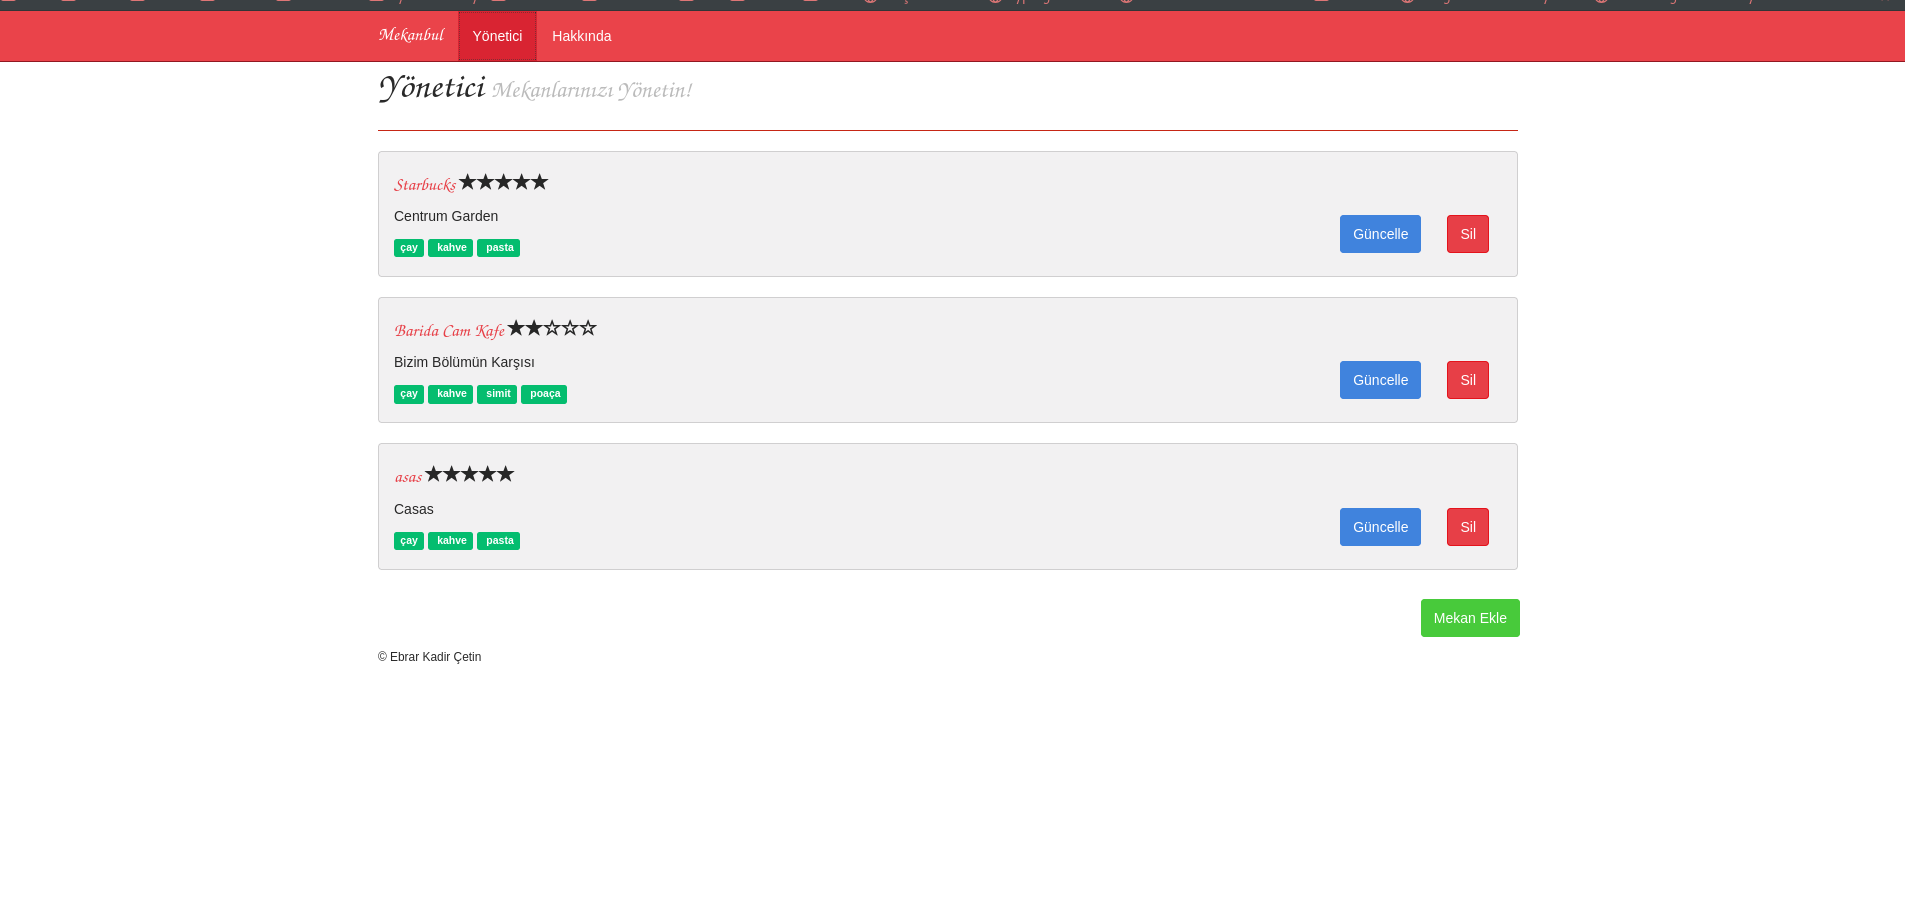 Mekanbul Yönetici Hakkında
Yönetici Mekanlarınızı Yönetin!
Starbucks ★★★★★
Centrum Garden
çay kahve pasta
Güncelle Sil
Barida Cam Kafe ★★☆☆☆
Bizim Bölümün Karşısı
çay kahve simit poaça
Güncelle Sil
asas ★★★★★
Casas
çay kahve pasta
Güncelle Sil
Mekan Ekle
© Ebrar Kadir Çetin